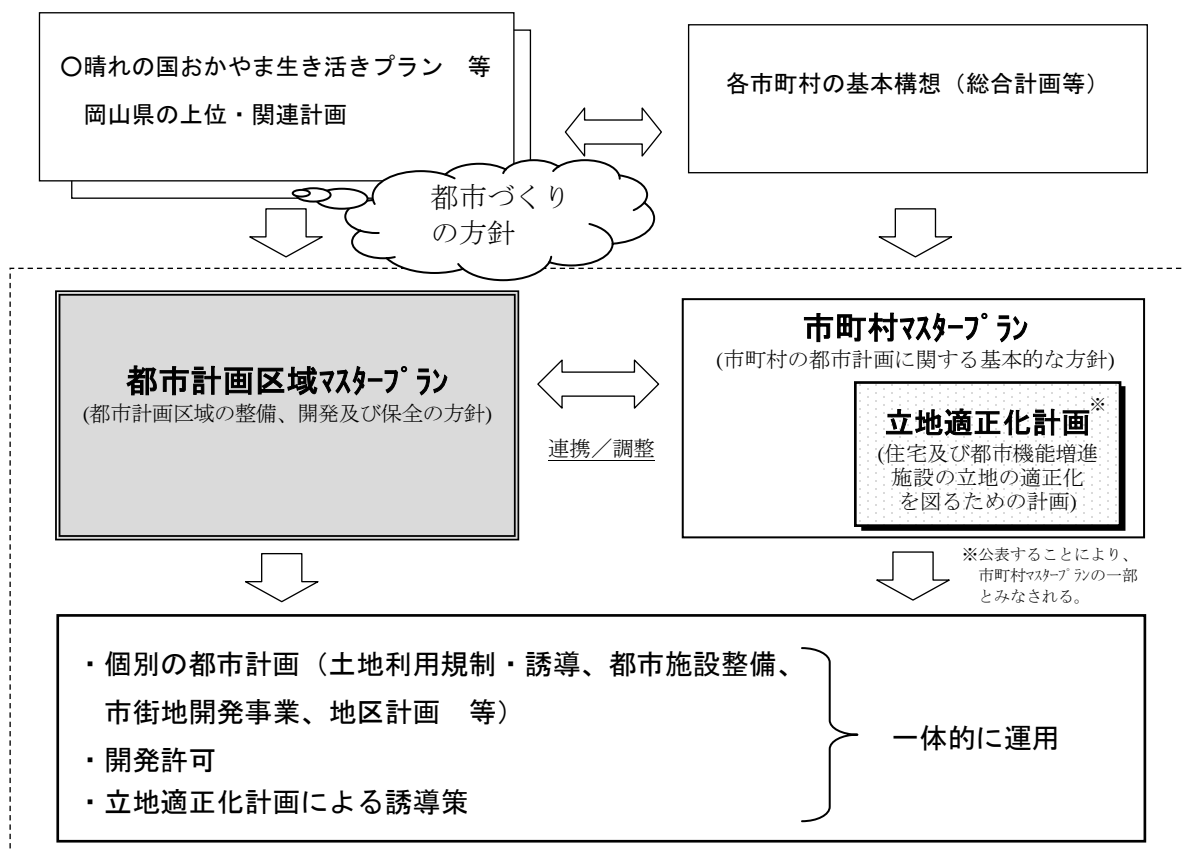 〇晴れの国おかやま生き活きプラン　等
岡山県の上位・関連計画
各市町村の基本構想（総合計画等）
都市づくり
の方針
都市計画区域ﾏｽﾀｰﾌﾟﾗﾝ
(都市計画区域の整備、開発及び保全の方針)
連携／調整
市町村ﾏｽﾀｰﾌﾟﾗﾝ
(市町村の都市計画に関する基本的な方針)
立地適正化計画※
(住宅及び都市機能増進
施設の立地の適正化
を図るための計画)
※公表することにより、
市町村ﾏｽﾀｰﾌﾟﾗﾝの一部
とみなされる。
・個別の都市計画（土地利用規制・誘導、都市施設整備、
市街地開発事業、地区計画　等）
・開発許可
・立地適正化計画による誘導策
一体的に運用